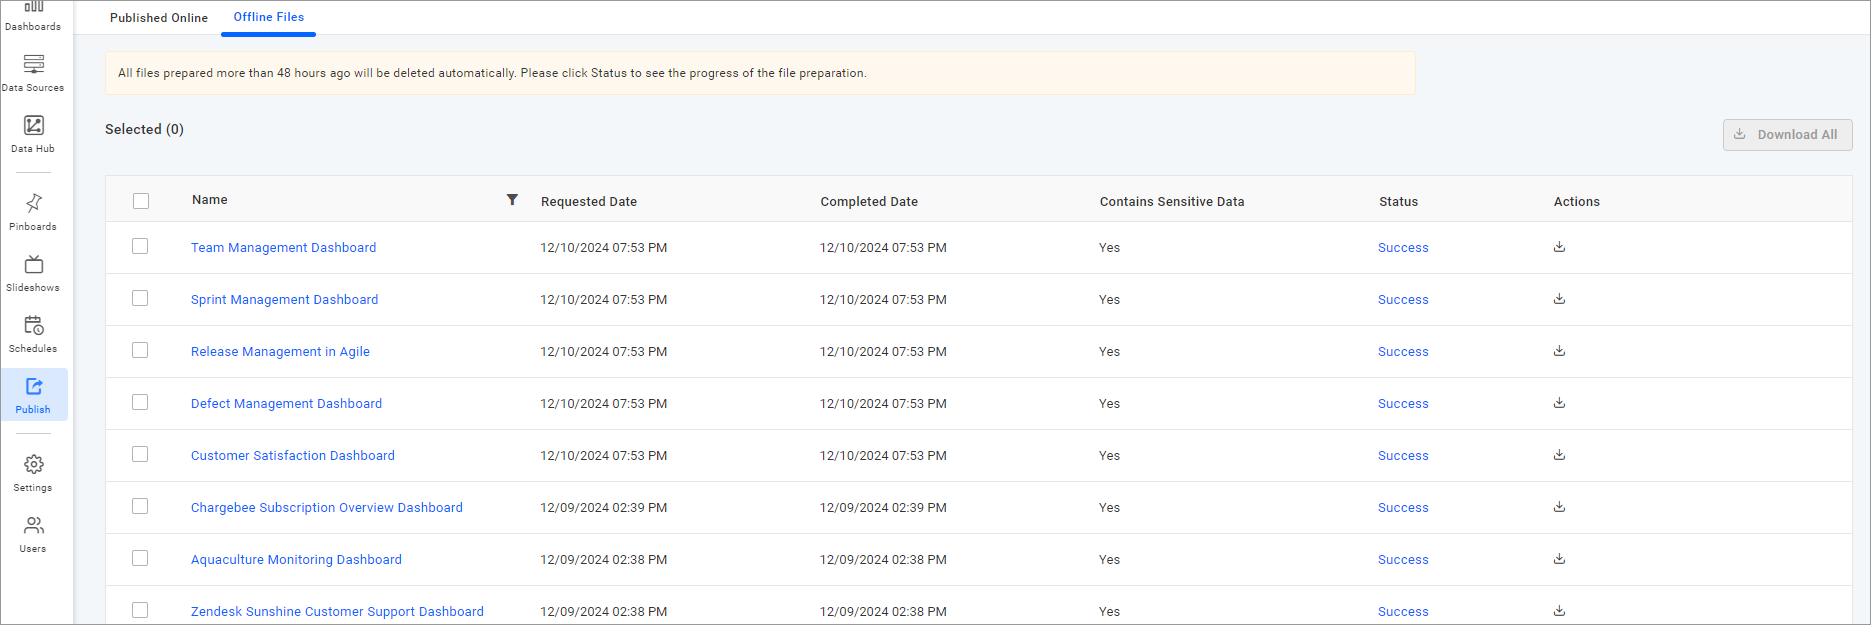 Dashboards
Data Sources
Data Hub
Pinboards
Slideshows
Schedules
Publish
Settings
Users
Published Online Offline Files
All files prepared more than 48 hours ago will be deleted automatically. Please click Status to see the progress of the file preparation.
Selected (0) Download All
Name Requested Date Completed Date Contains Sensitive Data Status Actions
Team Management Dashboard 12/10/2024 07:53 PM 12/10/2024 07:53 PM Yes Success
Sprint Management Dashboard 12/10/2024 07:53 PM 12/10/2024 07:53 PM Yes Success
Release Management in Agile 12/10/2024 07:53 PM 12/10/2024 07:53 PM Yes Success
Defect Management Dashboard 12/10/2024 07:53 PM 12/10/2024 07:53 PM Yes Success
Customer Satisfaction Dashboard 12/10/2024 07:53 PM 12/10/2024 07:53 PM Yes Success
Chargebee Subscription Overview Dashboard 12/09/2024 02:39 PM 12/09/2024 02:39 PM Yes Success
Aquaculture Monitoring Dashboard 12/09/2024 02:38 PM 12/09/2024 02:38 PM Yes Success
Zendesk Sunshine Customer Support Dashboard 12/09/2024 02:38 PM 12/09/2024 02:38 PM Yes Success